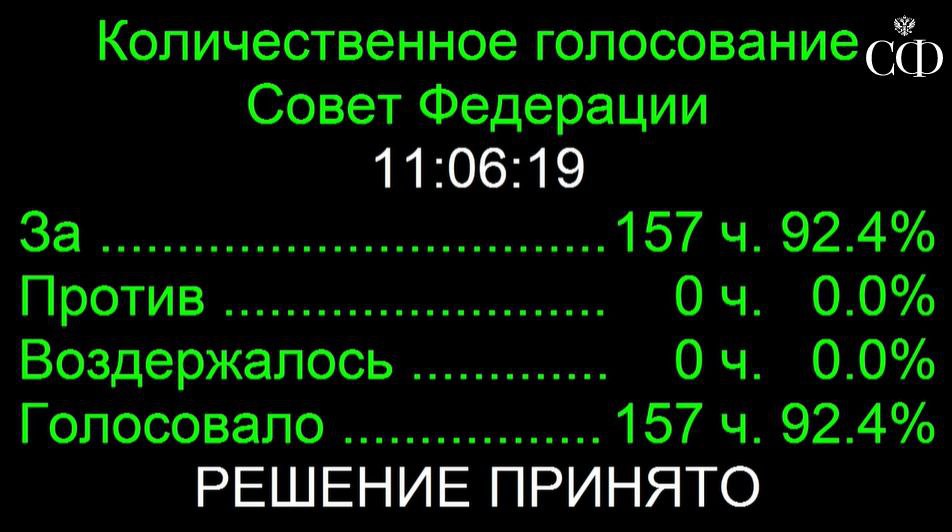 Количественное голосование
СФ
Совет Федерации
11:06:19
За ................................. 157 ч. 92.4%
Против ......................... 0 ч. 0.0%
Воздержалось ............. 0 ч. 0.0%
Голосовало ................. 157 ч. 92.4%
РЕШЕНИЕ ПРИНЯТО